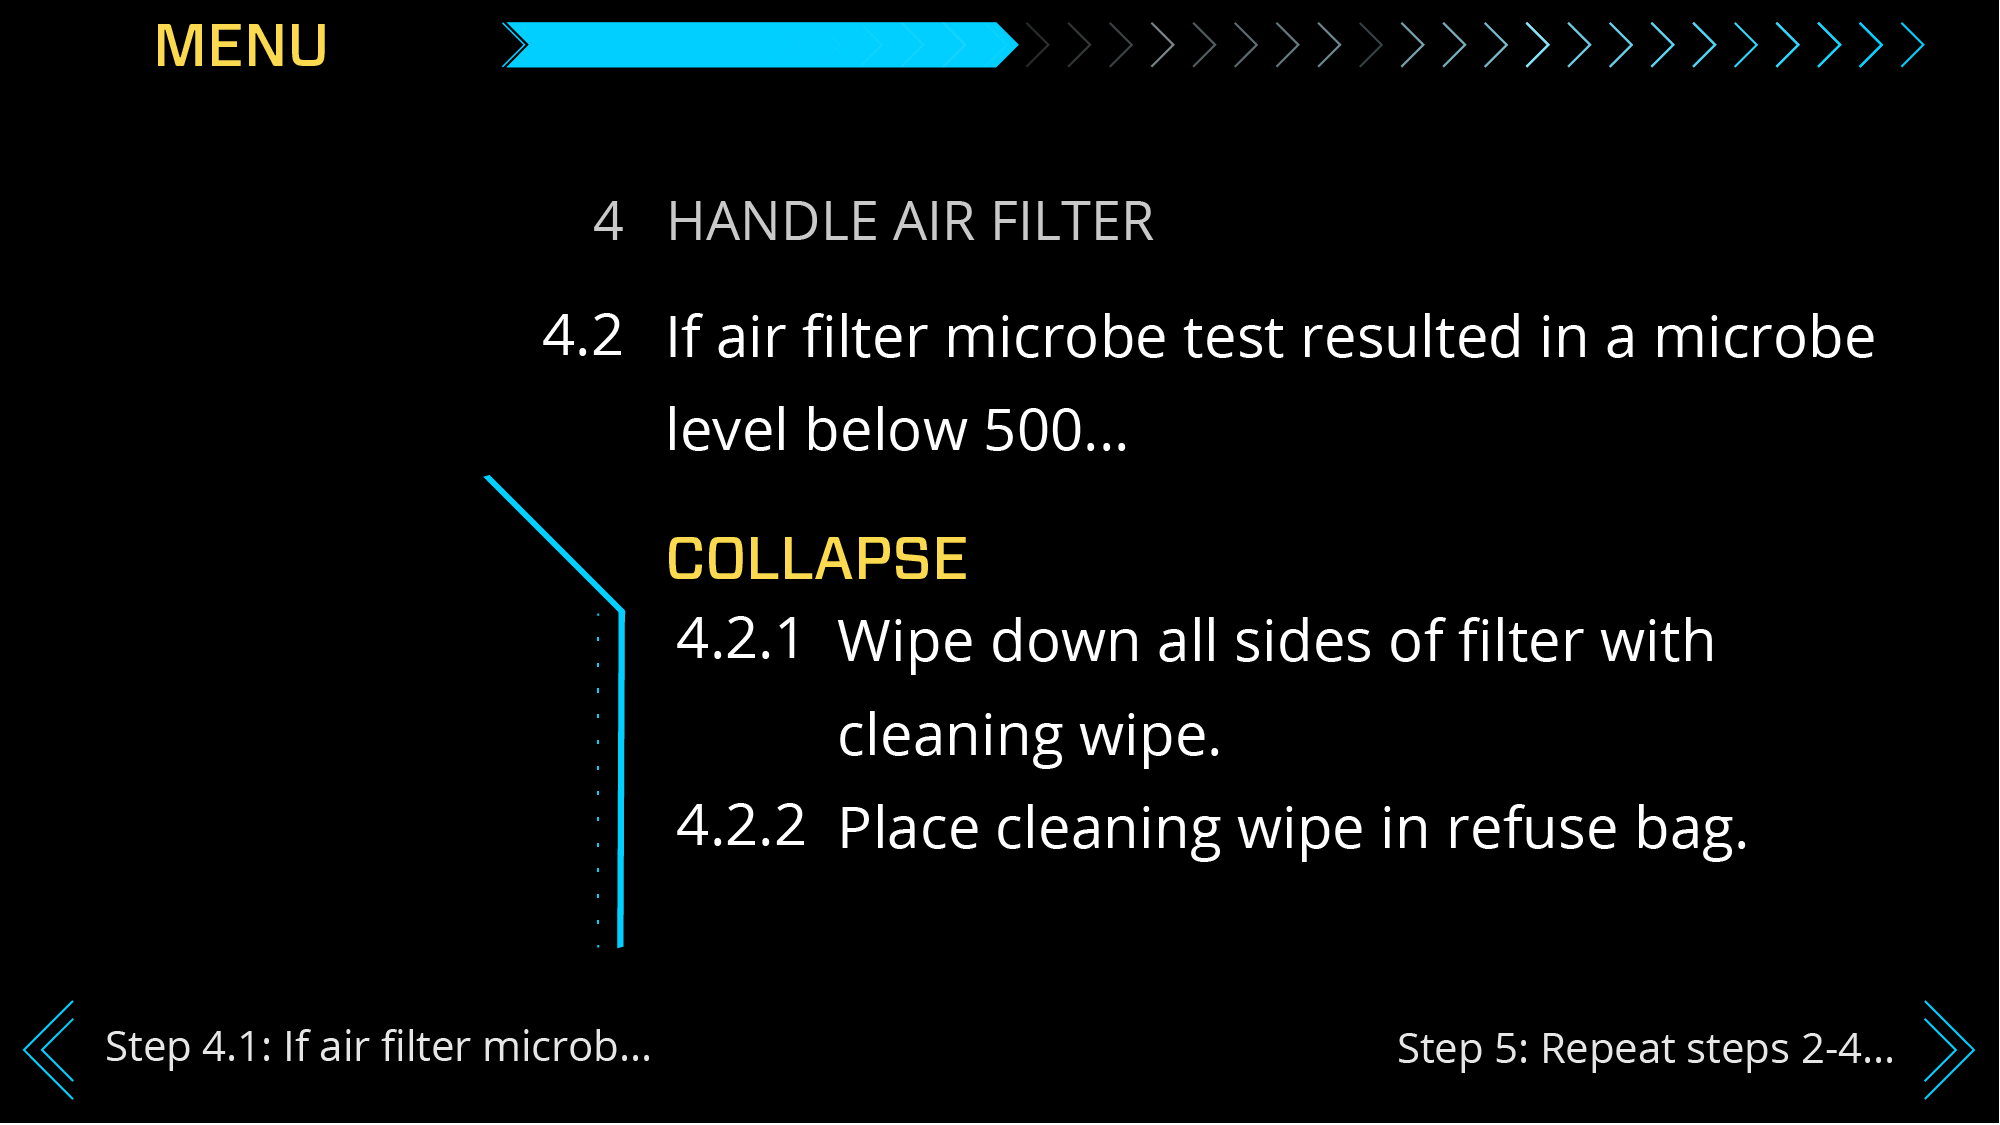 MENU
4 HANDLE AIR FILTER
4.2 If air filter microbe test resulted in a microbe
level below 500...
COLLAPSE
4.2.1 Wipe down all sides of filter with
cleaning wipe.
4.2.2 Place cleaning wipe in refuse bag.
Step 4.1: If air filter microb...
Step 5: Repeat steps 2-4...